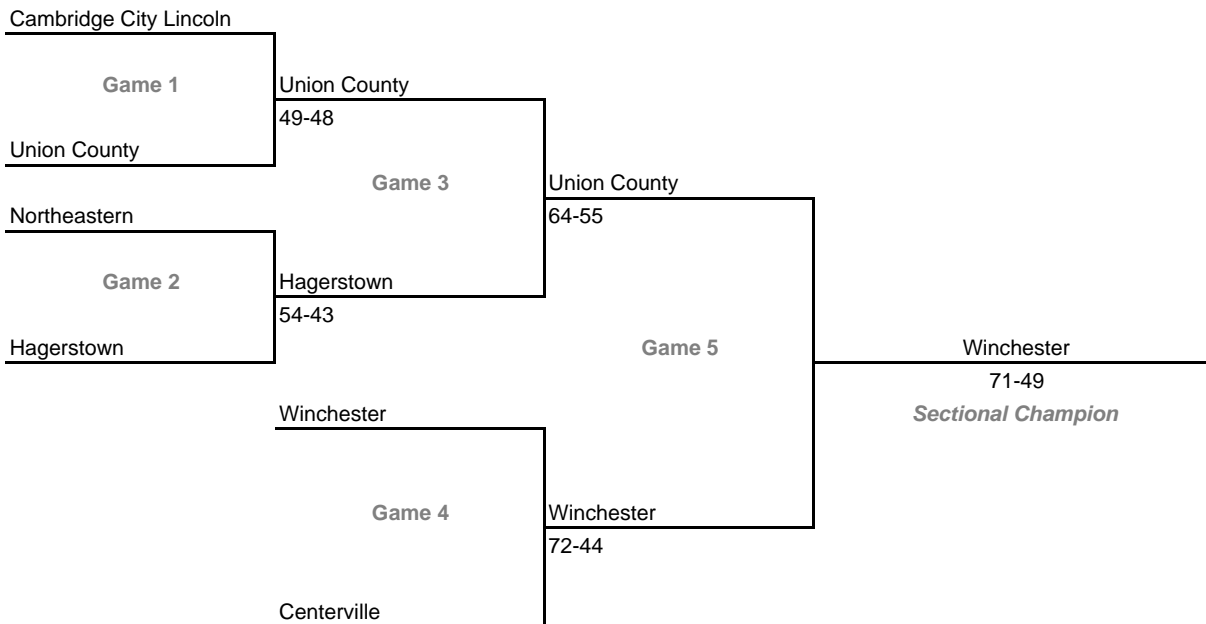 Cambridge City Lincoln
Game 1
Union County
49-48
Union County
Game 3
Union County
64-55
Northeastern
Game 2
Hagerstown
54-43
Hagerstown
Game 5
Winchester
71-49
Sectional Champion
Winchester
Game 4
Winchester
72-44
Centerville